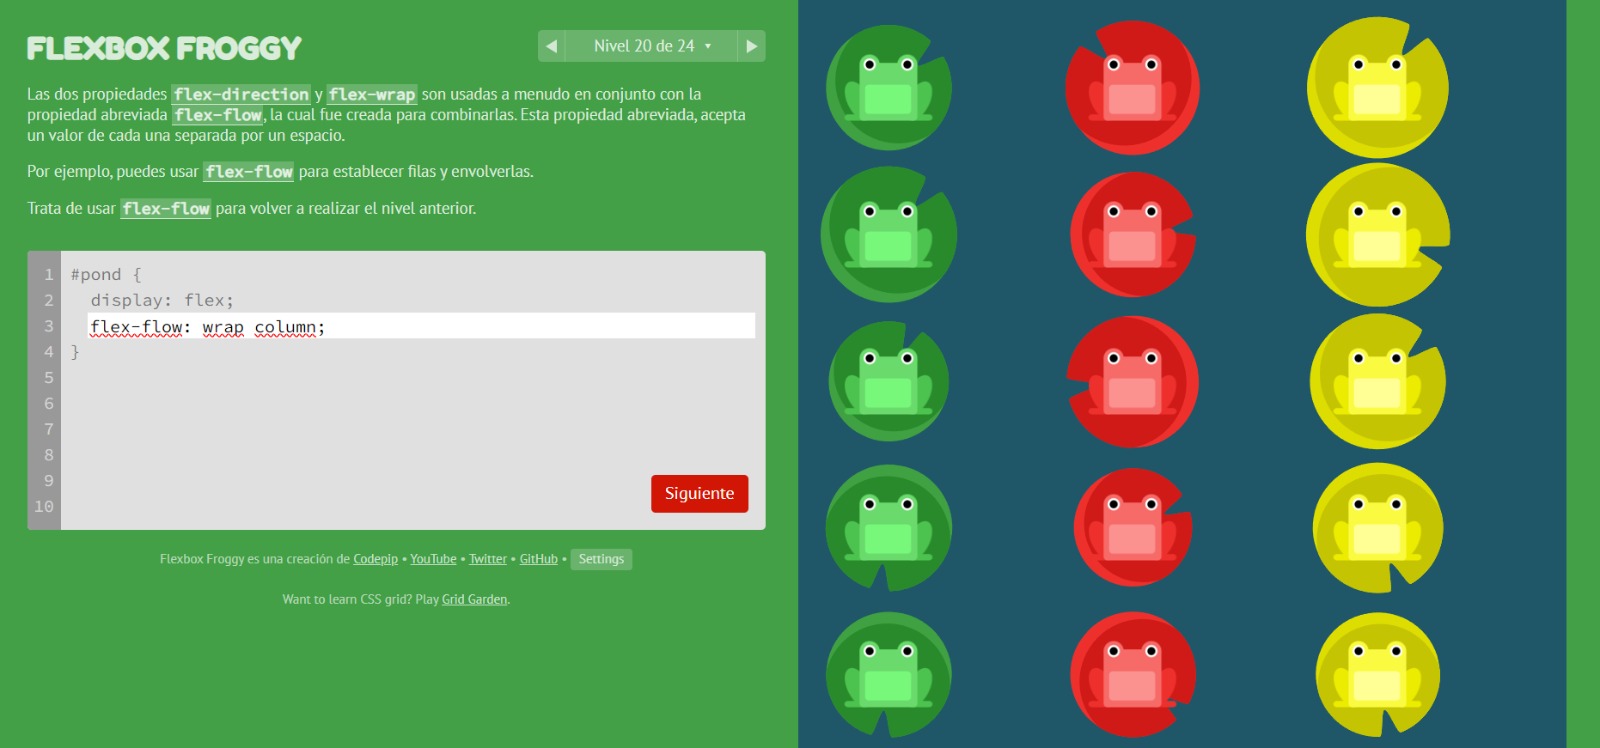 FLEXBOX FROGGY
◀ Nivel 20 de 24 ▾ ▶
Las dos propiedades flex-direction y flex-wrap son usadas a menudo en conjunto con la
propiedad abreviada flex-flow, la cual fue creada para combinarlas. Esta propiedad abreviada, acepta
un valor de cada una separada por un espacio.
Por ejemplo, puedes usar flex-flow para establecer filas y envolverlas.
Trata de usar flex-flow para volver a realizar el nivel anterior.
1 #pond {
2 display: flex;
3 flex-flow: wrap column;
4 }
5
6
7
8
9
10
Siguiente
Flexbox Froggy es una creación de Codepip • YouTube • Twitter • GitHub • Settings
Want to learn CSS grid? Play Grid Garden.